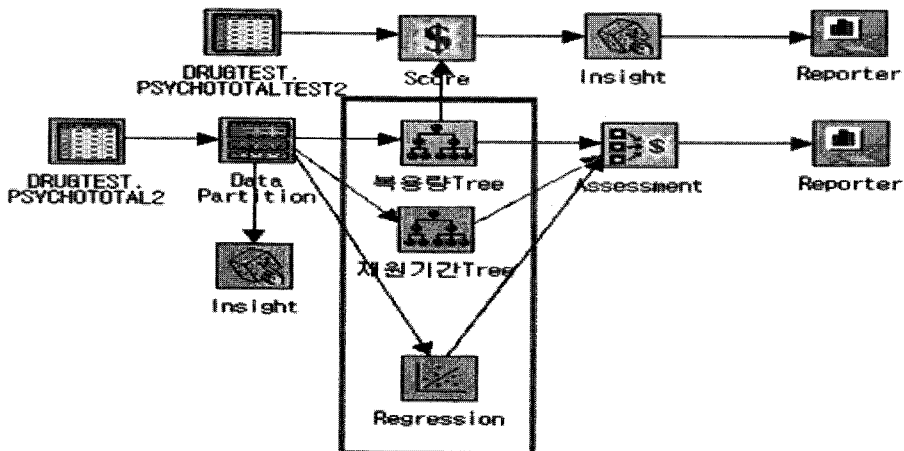 DRUGTEST.
PSYCHOTOTALTEST2
Score
Insight
Reporter
DRUGTEST.
PSYCHOTOTAL2
Data
Partition
복용량Tree
Assessment
Reporter
재원기간Tree
Insight
Regression